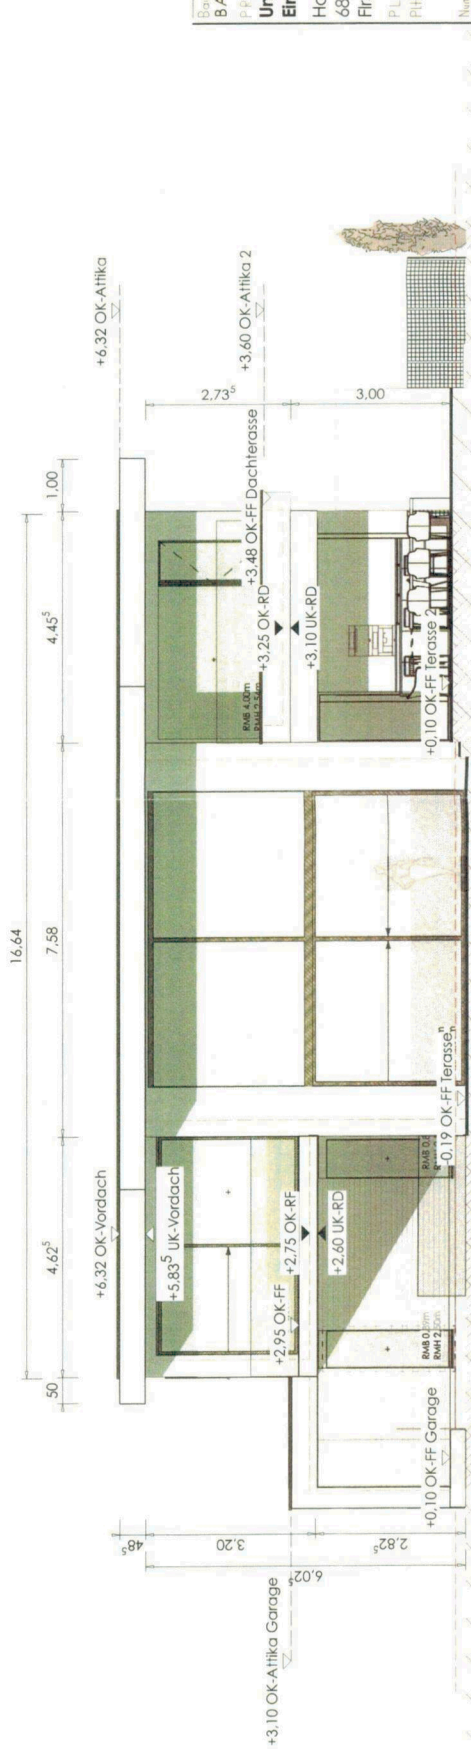 16,64
50
4,62⁵
7,58
4,45⁵
1,00
+6,32 OK-Vordach
+6,32 OK-Attika
+5,83⁵ UK-Vordach
+3,60 OK-Attika 2
+3,48 OK-FF Dachterasse
+3,25 OK-RD
+3,10 UK-RD
+2,95 OK-FF
+2,75 OK-RF
+2,60 UK-RD
RMB 4,00m
+3,10 OK-Attika Garage
+0,10 OK-FF Garage
-0,19 OK-FF Terasse
+0,10 OK-FF Terasse 2
48⁵
3,20
2,82⁵
6,02⁵
2,73⁵
3,00